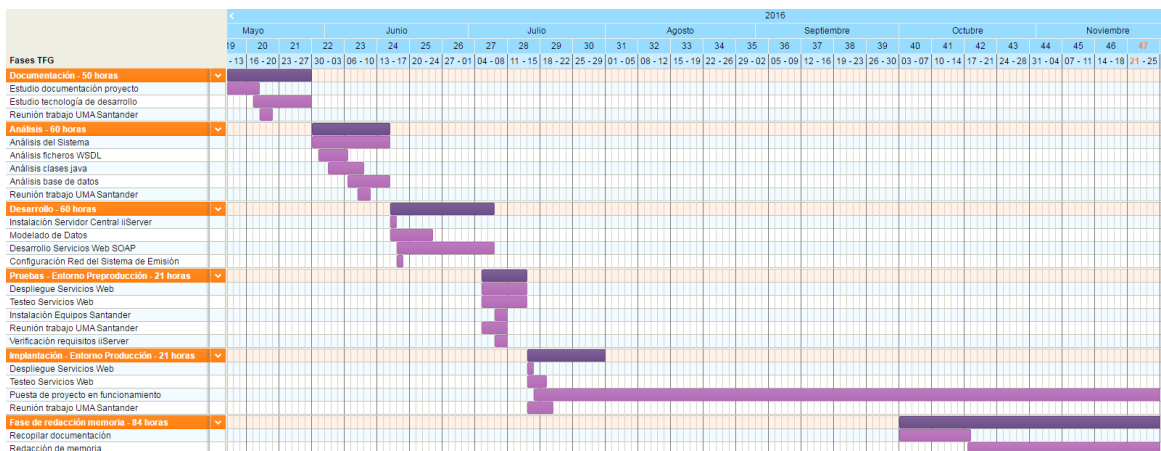 2016
Mayo Junio Julio Agosto Septiembre Octubre Noviembre
19 20 21 22 23 24 25 26 27 28 29 30 31 32 33 34 35 36 37 38 39 40 41 42 43 44 45 46 47
Fases TFG - 13 16 - 20 23 - 27 30 - 03 06 - 10 13 - 17 20 - 24 27 - 01 04 - 08 11 - 15 18 - 22 25 - 29 01 - 05 08 - 12 15 - 19 22 - 26 29 - 02 05 - 09 12 - 16 19 - 23 26 - 30 03 - 07 10 - 14 17 - 21 24 - 28 31 - 04 07 - 11 14 - 18 21 - 25
Documentación - 50 horas
Estudio documentación proyecto
Estudio tecnología de desarrollo
Reunión trabajo UMA Santander
Análisis - 60 horas
Análisis del Sistema
Análisis ficheros WSDL
Análisis clases java
Análisis base de datos
Reunión trabajo UMA Santander
Desarrollo - 60 horas
Instalación Servidor Central iiServer
Modelado de Datos
Desarrollo Servicios Web SOAP
Configuración Red del Sistema de Emisión
Pruebas - Entorno Preproducción - 21 horas
Despliegue Servicios Web
Testeo Servicios Web
Instalación Equipos Santander
Reunión trabajo UMA Santander
Verificación requisitos iiServer
Implantación - Entorno Producción - 21 horas
Despliegue Servicios Web
Testeo Servicios Web
Puesta de proyecto en funcionamiento
Reunión trabajo UMA Santander
Fase de redacción memoria - 84 horas
Recopilar documentación
Redacción de memoria